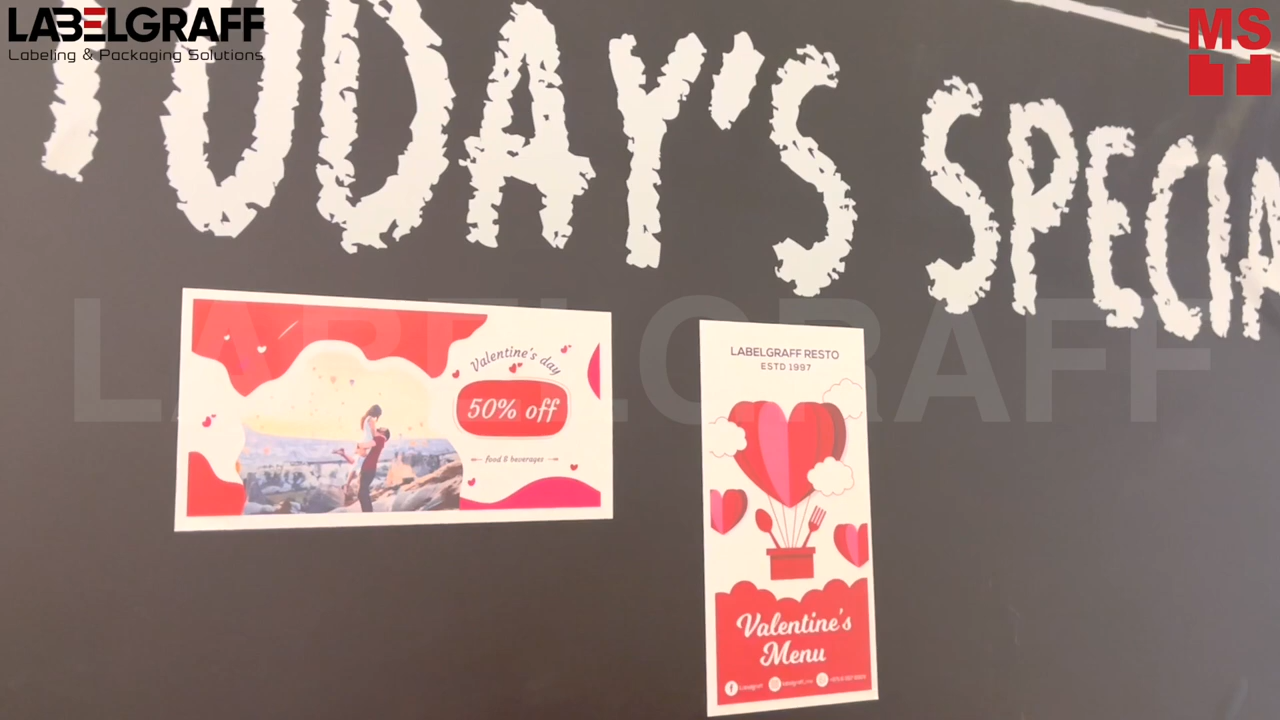 LABELGRAFF
Labeling & Packaging Solutions
MS
T
TODAY'S SPECIA
LABELGRAFF
Valentine's day
50% off
food & beverages
LABELGRAFF RESTO
ESTD 1997
Valentine's
Menu